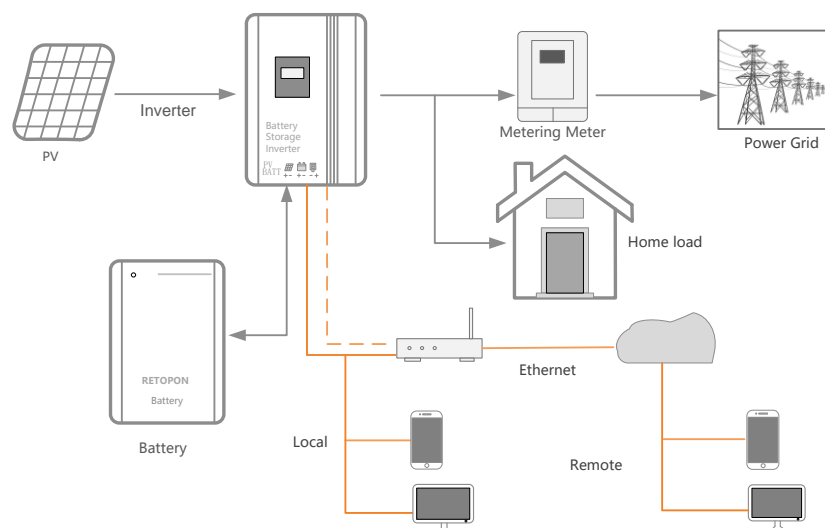 Inverter
PV
Battery
Storage
Inverter
PV
BATT
+ - + - - +
Metering Meter
Power Grid
Home load
RETOPON
Battery
Battery
Ethernet
Local
Remote